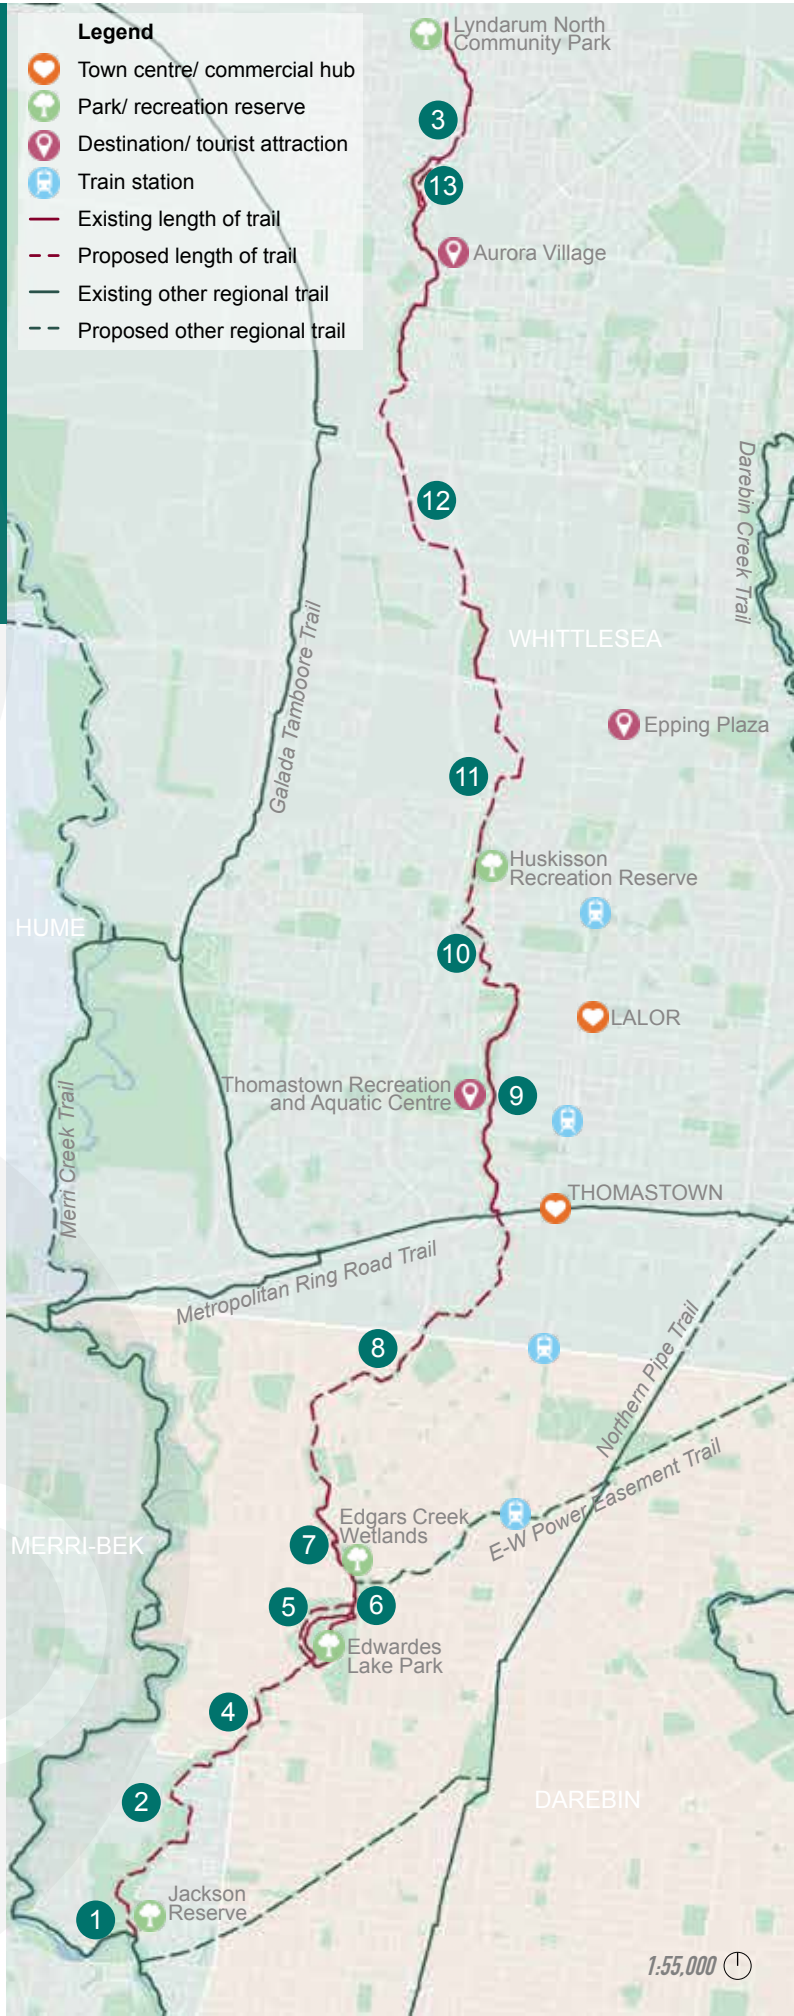 Legend
Town centre/ commercial hub
Park/ recreation reserve
Destination/ tourist attraction
Train station
Existing length of trail
Proposed length of trail
Existing other regional trail
Proposed other regional trail
Lyndarum North
Community Park
3
13
Aurora Village
Darebin Creek Trail
12
Galada Tamboore Trail
WHITTLESEA
Epping Plaza
11
Huskisson
Recreation Reserve
HUME
10
LALOR
Thomastown Recreation
and Aquatic Centre
9
Merri Creek Trail
THOMASTOWN
Metropolitan Ring Road Trail
8
Northern Pipe Trail
E-W Power Easement Trail
Edgars Creek
Wetlands
7
MERRI-BEK
5
6
Edwardes
Lake Park
4
2
DAREBIN
Jackson
Reserve
1
1:55,000